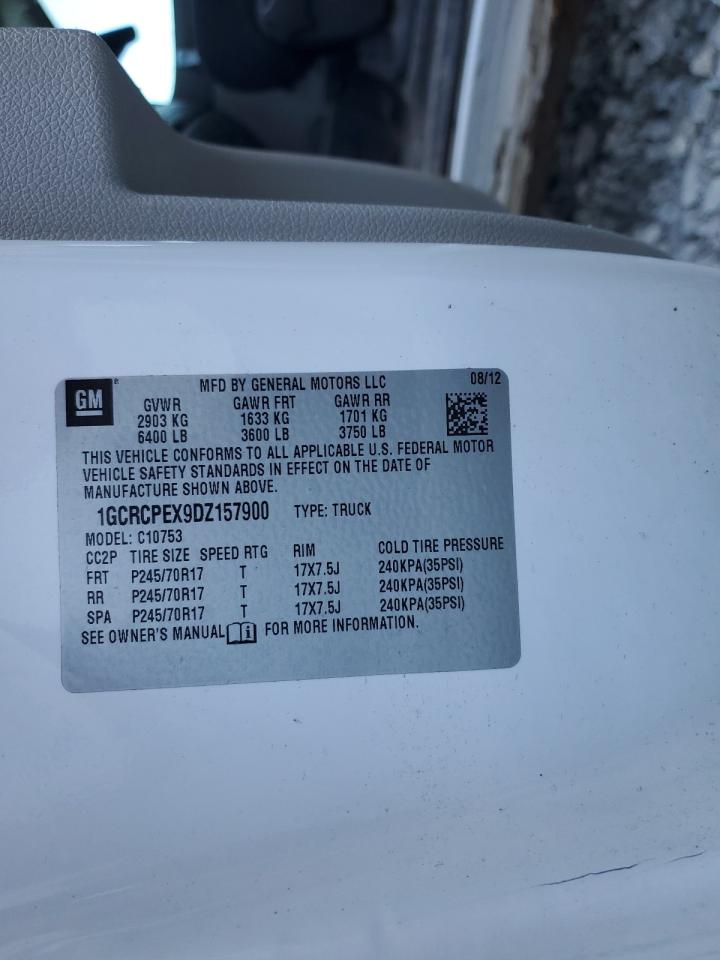 GM ® MFD BY GENERAL MOTORS LLC 08/12
GVWR GAWR FRT GAWR RR
2903 KG 1633 KG 1701 KG
6400 LB 3600 LB 3750 LB
THIS VEHICLE CONFORMS TO ALL APPLICABLE U.S. FEDERAL MOTOR
VEHICLE SAFETY STANDARDS IN EFFECT ON THE DATE OF
MANUFACTURE SHOWN ABOVE.
1GCRCPEX9DZ157900 TYPE: TRUCK
MODEL: C10753
CC2P TIRE SIZE SPEED RTG RIM COLD TIRE PRESSURE
FRT P245/70R17 T 17X7.5J 240KPA(35PSI)
RR P245/70R17 T 17X7.5J 240KPA(35PSI)
SPA P245/70R17 T 17X7.5J 240KPA(35PSI)
SEE OWNER'S MANUAL i FOR MORE INFORMATION.